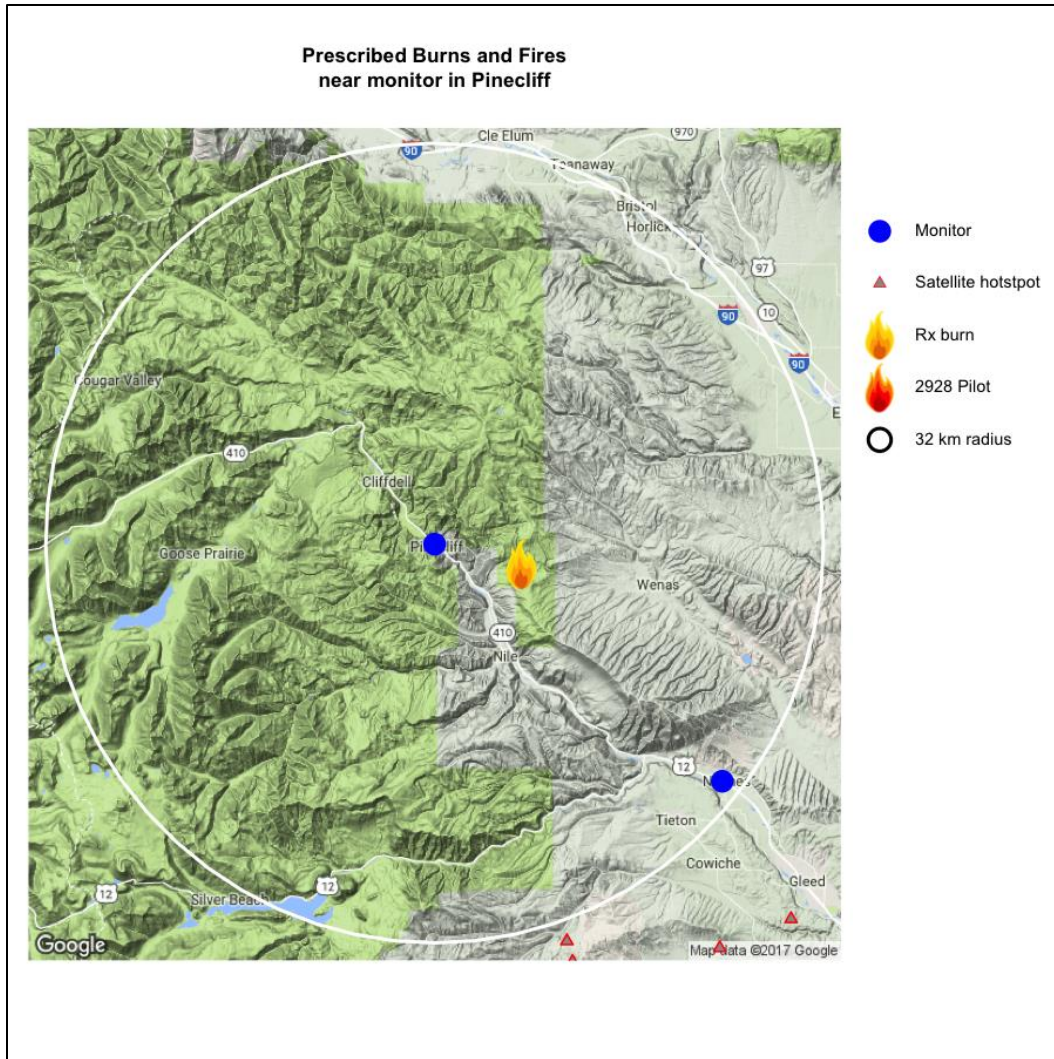 Prescribed Burns and Fires
near monitor in Pinecliff
Cle Elum
970
90
Teanaway
Bristol
Horlick
97
10
90
90
E
Cougar Valley
410
Cliffdell
Goose Prairie
Wenas
410
Nile
12
Tieton
Cowiche
Gleed
12
12
Silver Beach
Google
Map data ©2017 Google
Monitor
Satellite hotstpot
Rx burn
2928 Pilot
32 km radius